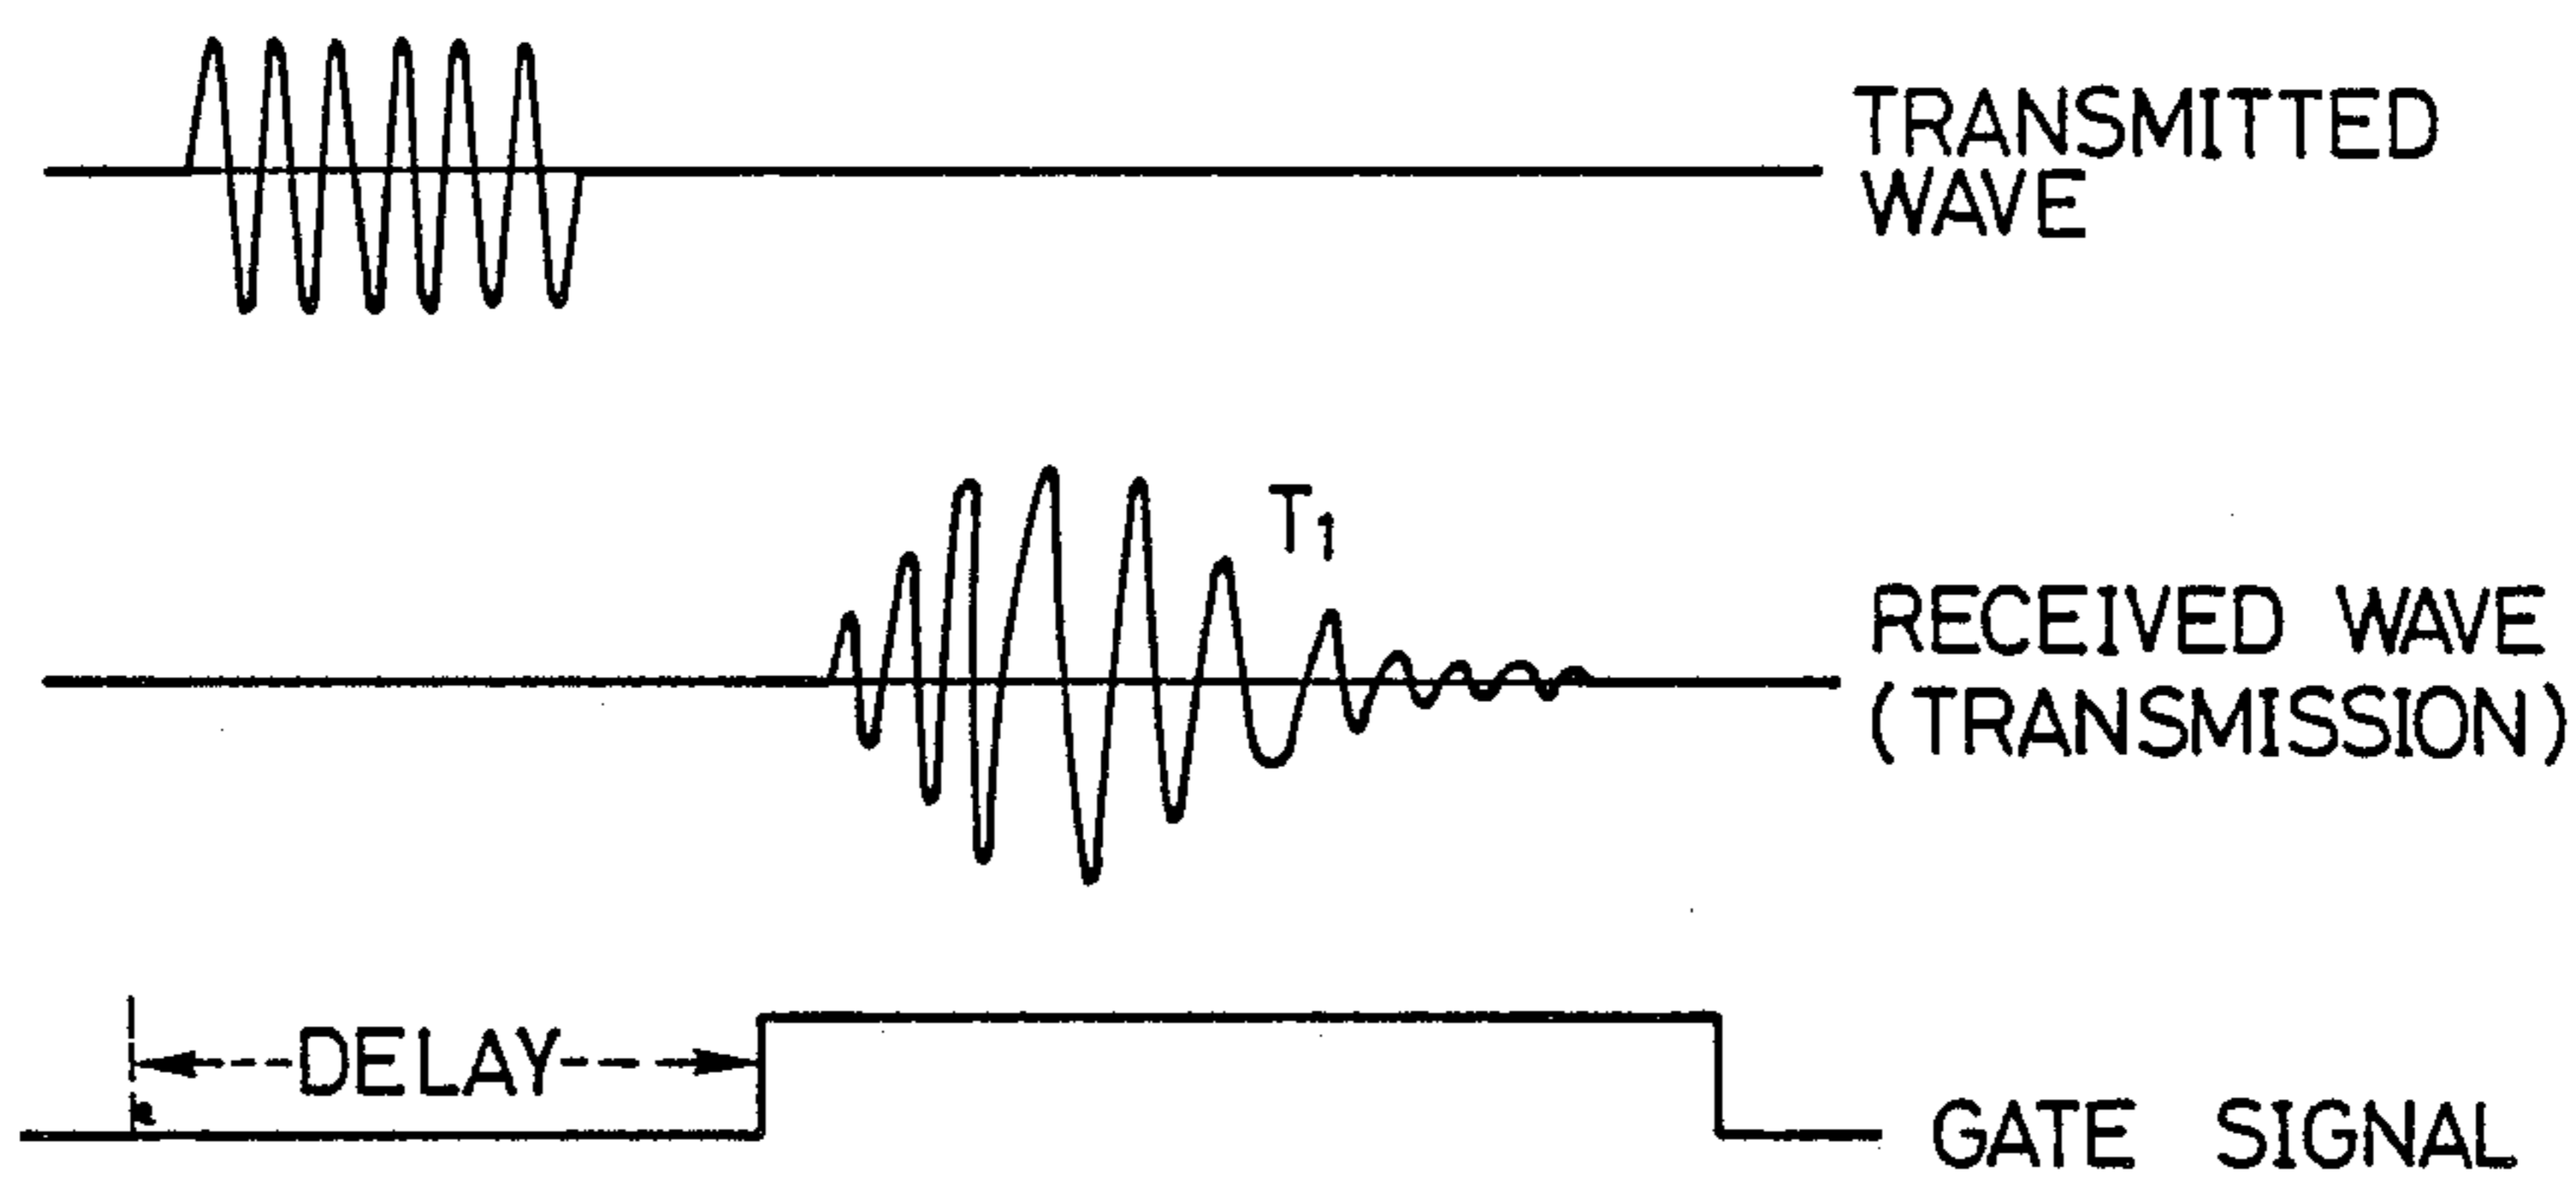 TRANSMITTED
WAVE
T1
RECEIVED WAVE
(TRANSMISSION)
DELAY
GATE SIGNAL